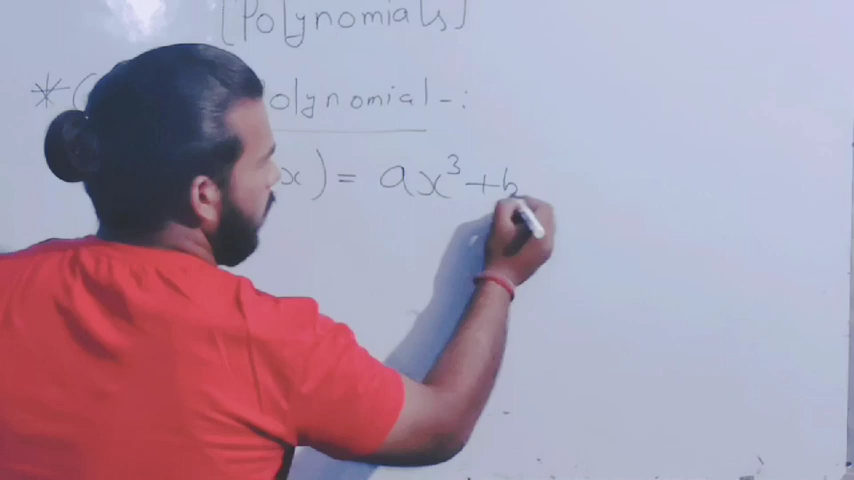 [Polynomials]
* ( olynomial -:
x) = ax³ + b